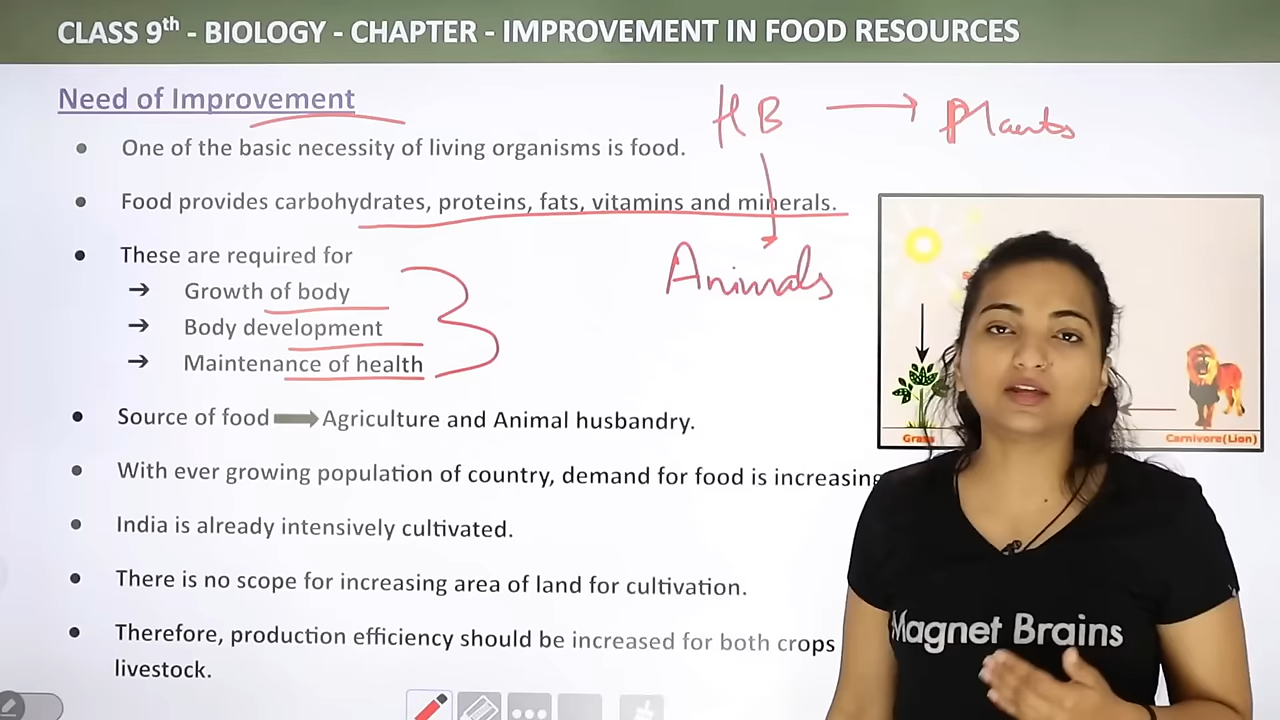 CLASS 9th - BIOLOGY - CHAPTER - IMPROVEMENT IN FOOD RESOURCES
Need of Improvement
• One of the basic necessity of living organisms is food.
• Food provides carbohydrates, proteins, fats, vitamins and minerals.
• These are required for
→ Growth of body
→ Body development
→ Maintenance of health
• Source of food → Agriculture and Animal husbandry.
• With ever growing population of country, demand for food is increasing
• India is already intensively cultivated.
• There is no scope for increasing area of land for cultivation.
• Therefore, production efficiency should be increased for both crops
livestock.
HB → Plants
Animals
Grass
Carnivore(Lion)
Magnet Brains